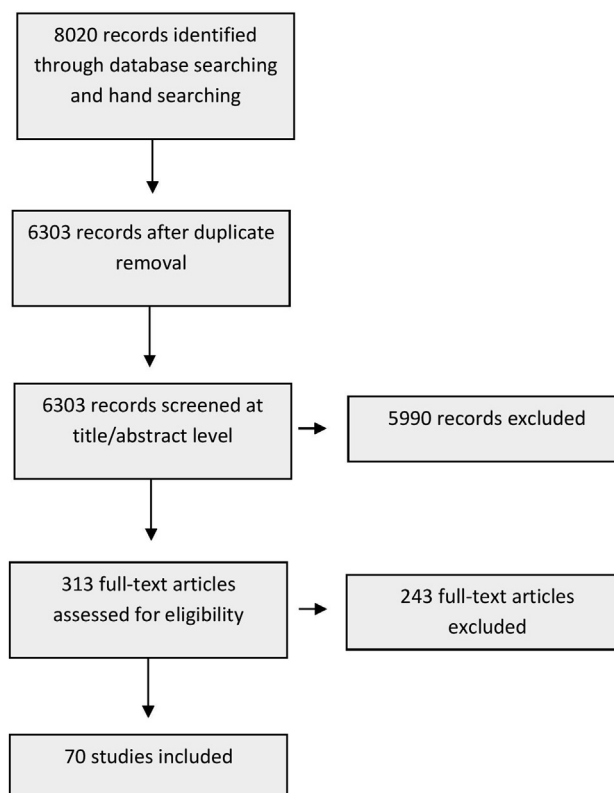 8020 records identified
through database searching
and hand searching
6303 records after duplicate
removal
6303 records screened at
title/abstract level
5990 records excluded
313 full-text articles
assessed for eligibility
243 full-text articles
excluded
70 studies included